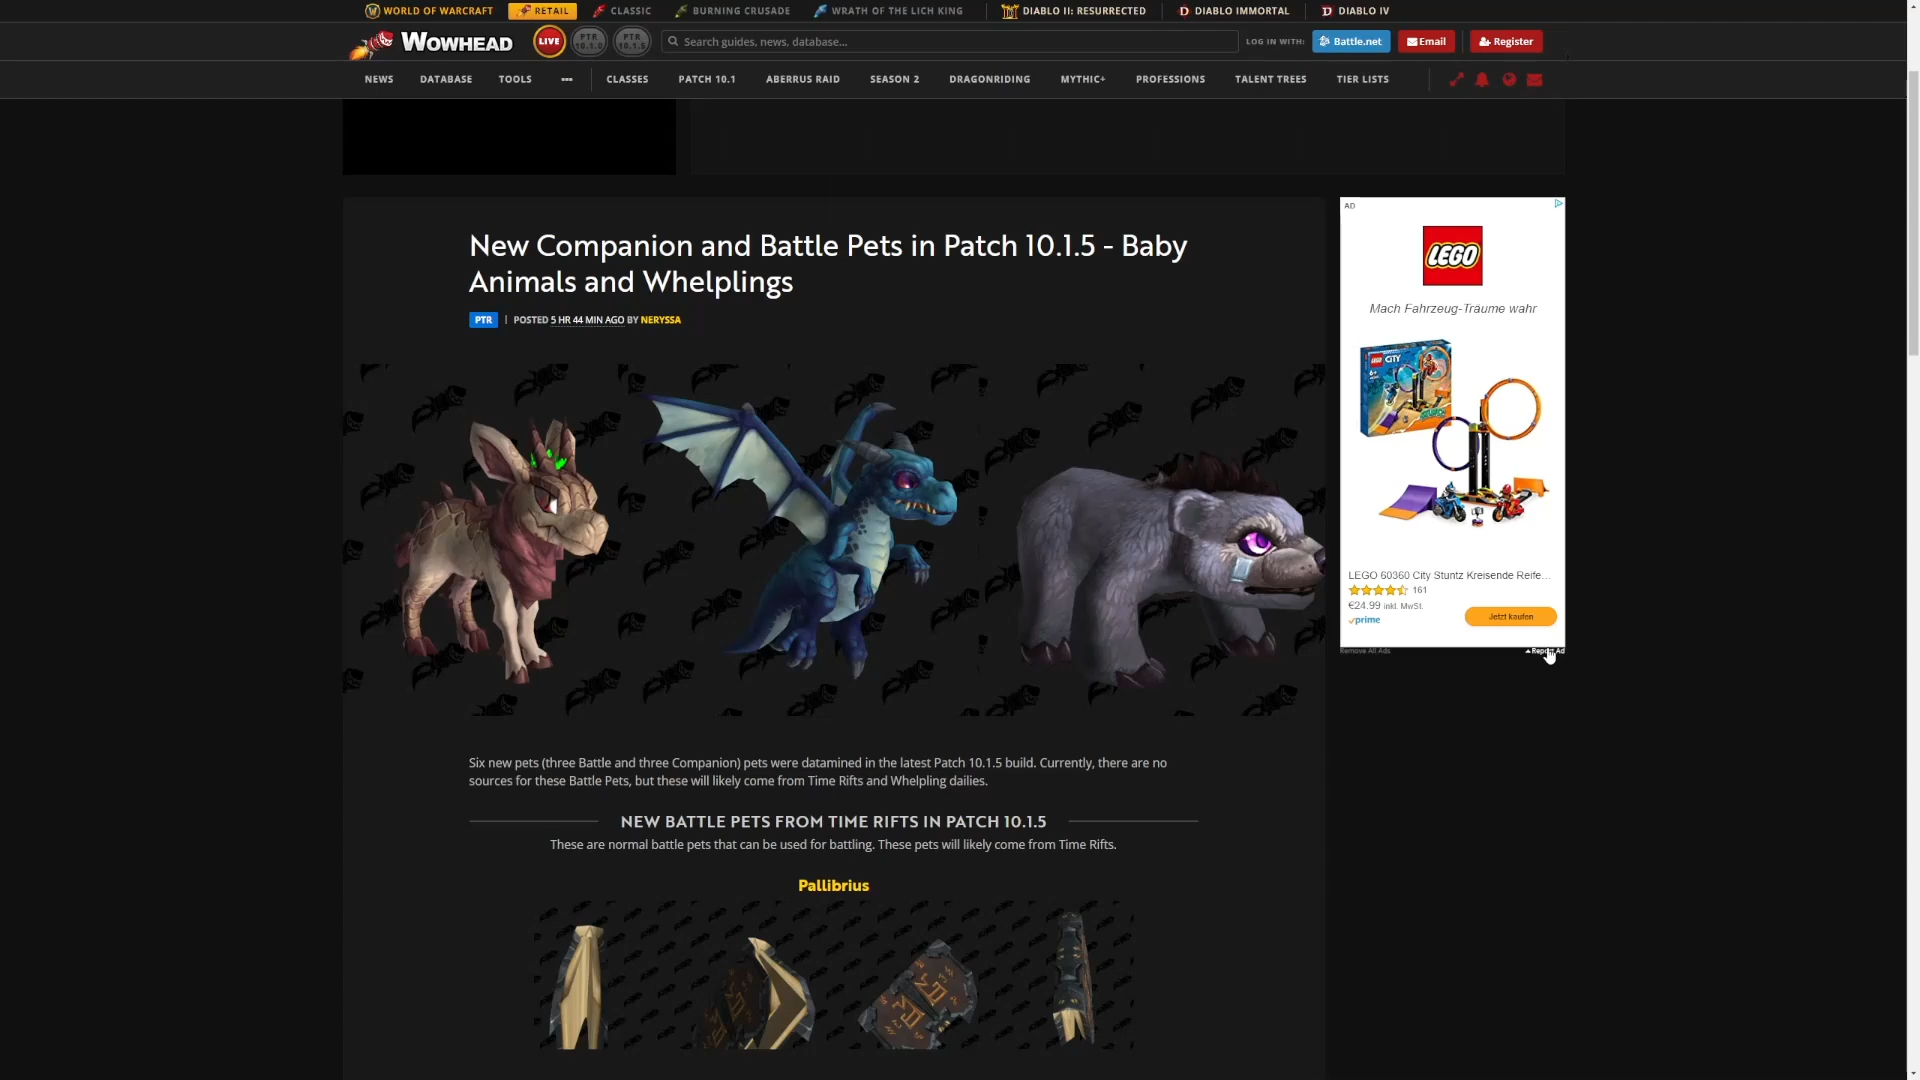 WORLD OF WARCRAFT RETAIL CLASSIC BURNING CRUSADE WRATH OF THE LICH KING DIABLO II: RESURRECTED DIABLO IMMORTAL DIABLO IV
WOWHEAD LIVE PTR 10.1.0 PTR 10.1.5 Search guides, news, database... LOG IN WITH: Battle.net Email Register
NEWS DATABASE TOOLS ••• CLASSES PATCH 10.1 ABERRUS RAID SEASON 2 DRAGONRIDING MYTHIC+ PROFESSIONS TALENT TREES TIER LISTS
New Companion and Battle Pets in Patch 10.1.5 - Baby
Animals and Whelplings
PTR | POSTED 5 HR 44 MIN AGO BY NERYSSA
Six new pets (three Battle and three Companion) pets were datamined in the latest Patch 10.1.5 build. Currently, there are no
sources for these Battle Pets, but these will likely come from Time Rifts and Whelpling dailies.
NEW BATTLE PETS FROM TIME RIFTS IN PATCH 10.1.5
These are normal battle pets that can be used for battling. These pets will likely come from Time Rifts.
Pallibrius
AD
LEGO
Mach Fahrzeug-Träume wahr
LEGO CITY
6+
LEGO 60360 City Stuntz Kreisende Reife...
161
€24.99 inkl. MwSt.
prime
Jetzt kaufen
Remove All Ads
Report Ad